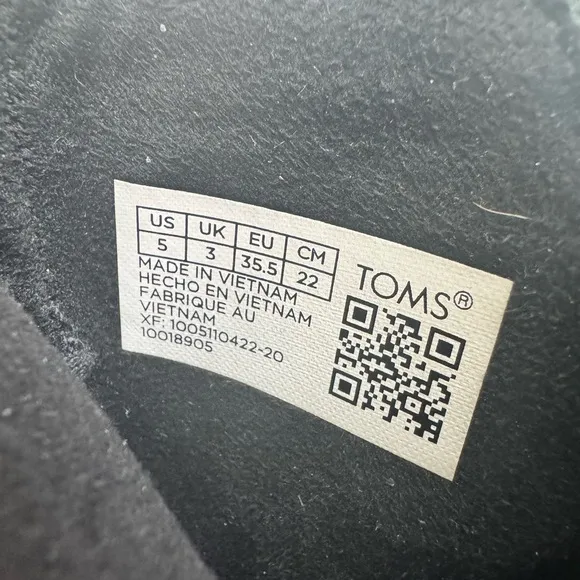 US UK EU CM
5 3 35.5 22
MADE IN VIETNAM
HECHO EN VIETNAM
FABRIQUE AU
VIETNAM
XF: 1005110422-20
10018905
TOMS®